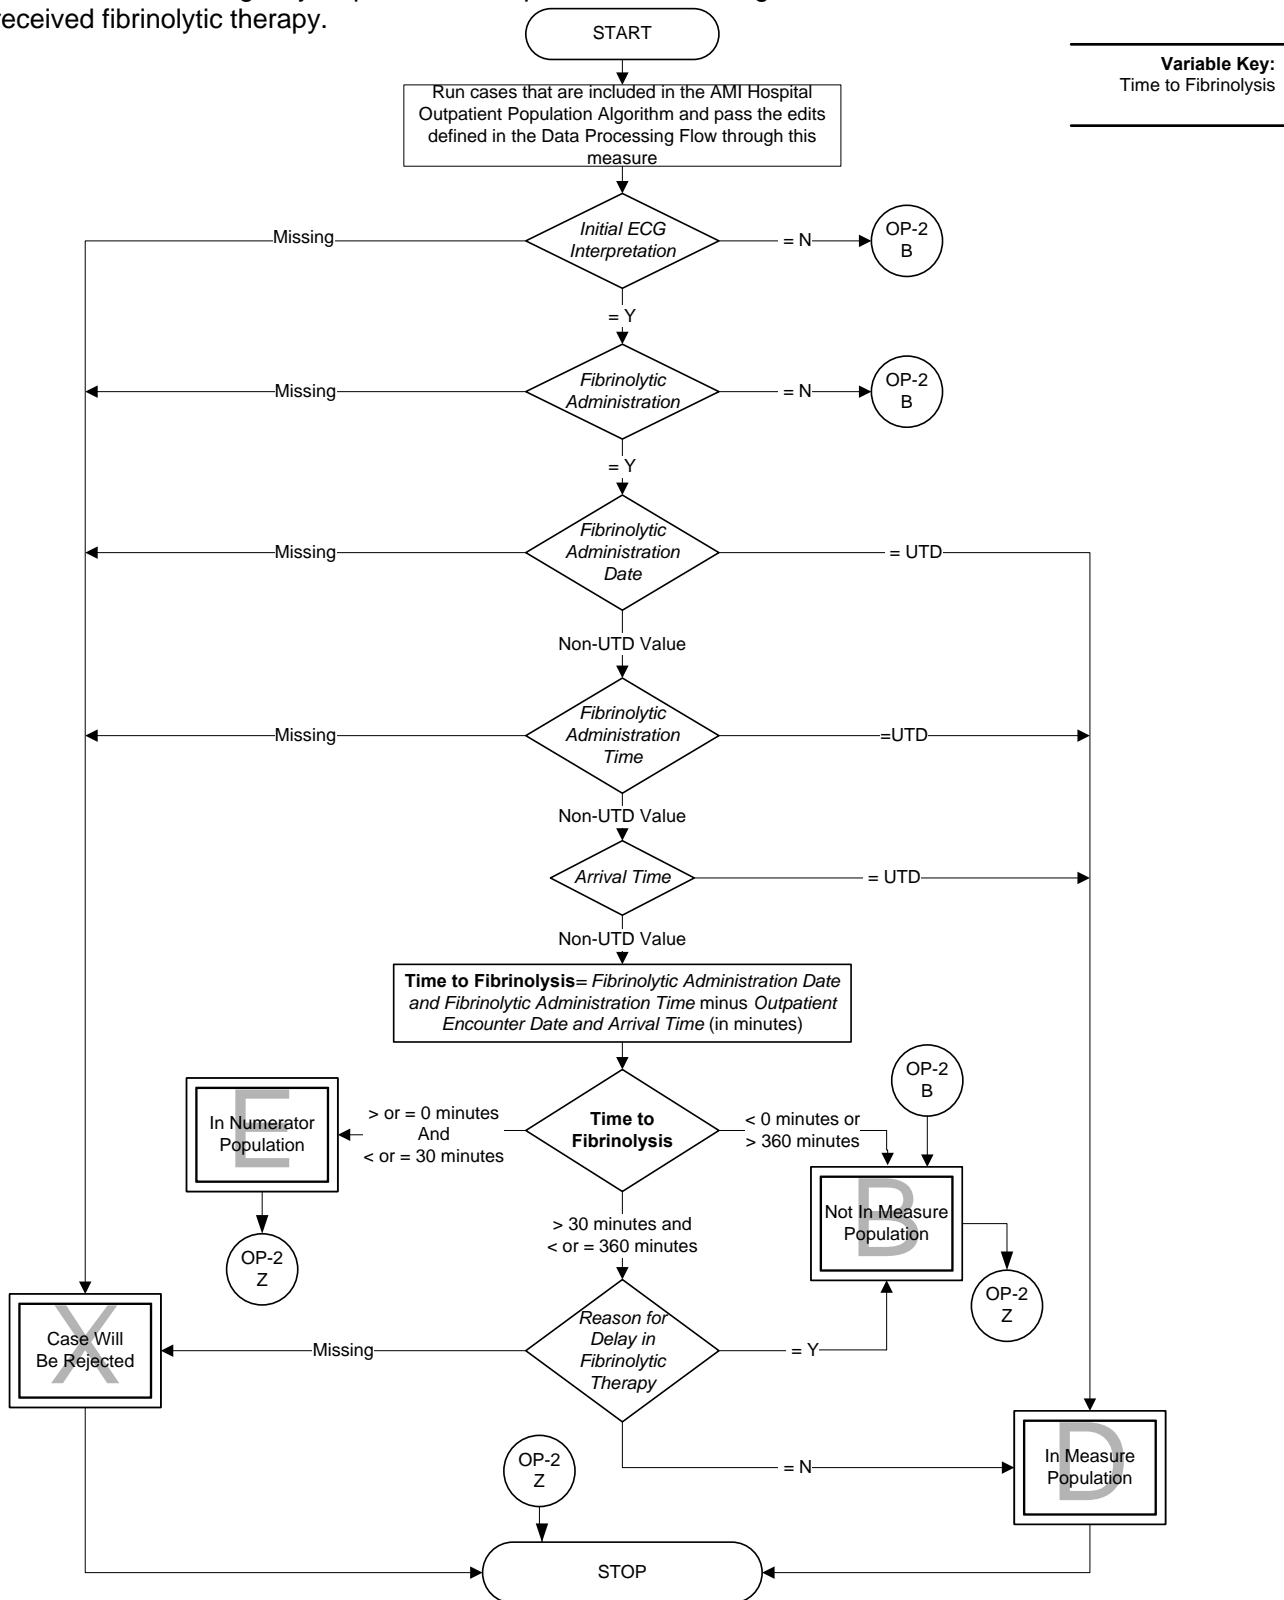 received fibrinolytic therapy.
START
Variable Key:
Time to Fibrinolysis
Run cases that are included in the AMI Hospital
Outpatient Population Algorithm and pass the edits
defined in the Data Processing Flow through this
measure
Missing
Initial ECG
Interpretation
= N
OP-2
B
= Y
Missing
Fibrinolytic
Administration
= N
OP-2
B
= Y
Missing
Fibrinolytic
Administration
Date
= UTD
Non-UTD Value
Missing
Fibrinolytic
Administration
Time
=UTD
Non-UTD Value
Arrival Time
= UTD
Non-UTD Value
Time to Fibrinolysis= Fibrinolytic Administration Date
and Fibrinolytic Administration Time minus Outpatient
Encounter Date and Arrival Time (in minutes)
E
In Numerator
Population
> or = 0 minutes
And
< or = 30 minutes
Time to
Fibrinolysis
< 0 minutes or
> 360 minutes
OP-2
B
B
Not In Measure
Population
OP-2
Z
> 30 minutes and
< or = 360 minutes
OP-2
Z
X
Case Will
Be Rejected
Missing
Reason for
Delay in
Fibrinolytic
Therapy
= Y
= N
D
In Measure
Population
OP-2
Z
STOP